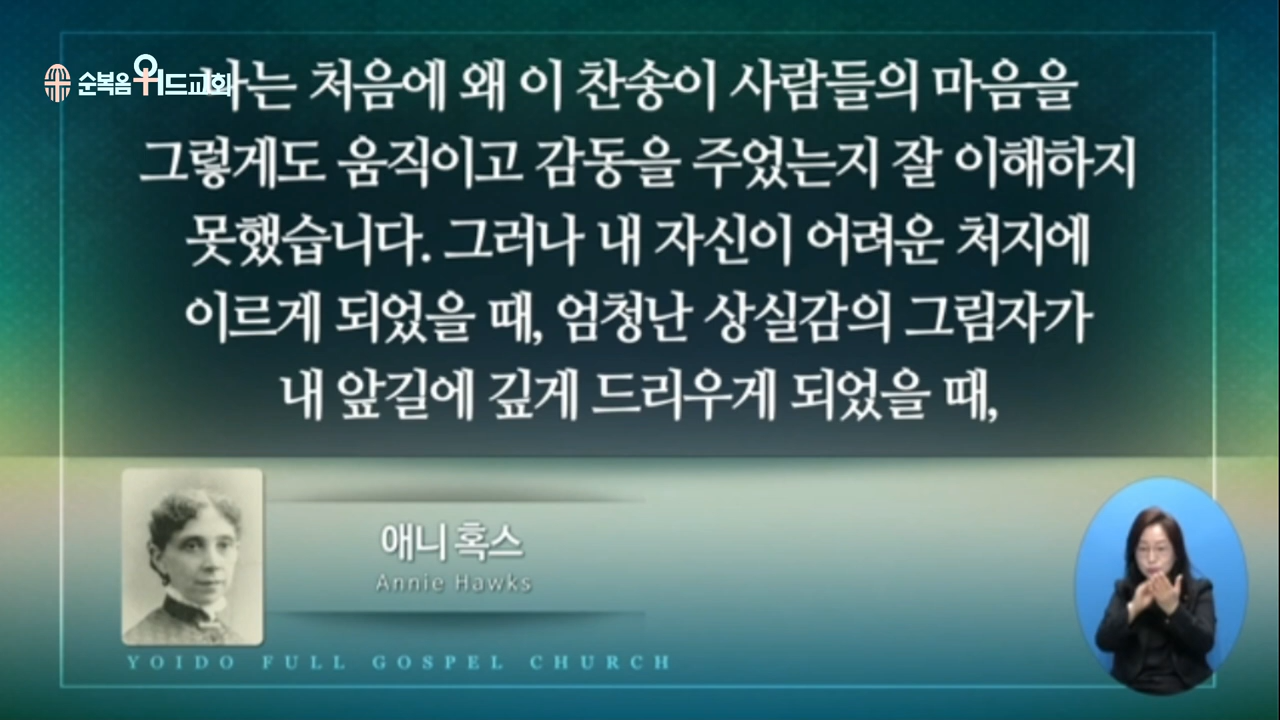 순복음위드교회
나는 처음에 왜 이 찬송이 사람들의 마음을
그렇게도 움직이고 감동을 주었는지 잘 이해하지
못했습니다. 그러나 내 자신이 어려운 처지에
이르게 되었을 때, 엄청난 상실감의 그림자가
내 앞길에 깊게 드리우게 되었을 때,
애니 혹스
Annie Hawks
YOIDO FULL GOSPEL CHURCH